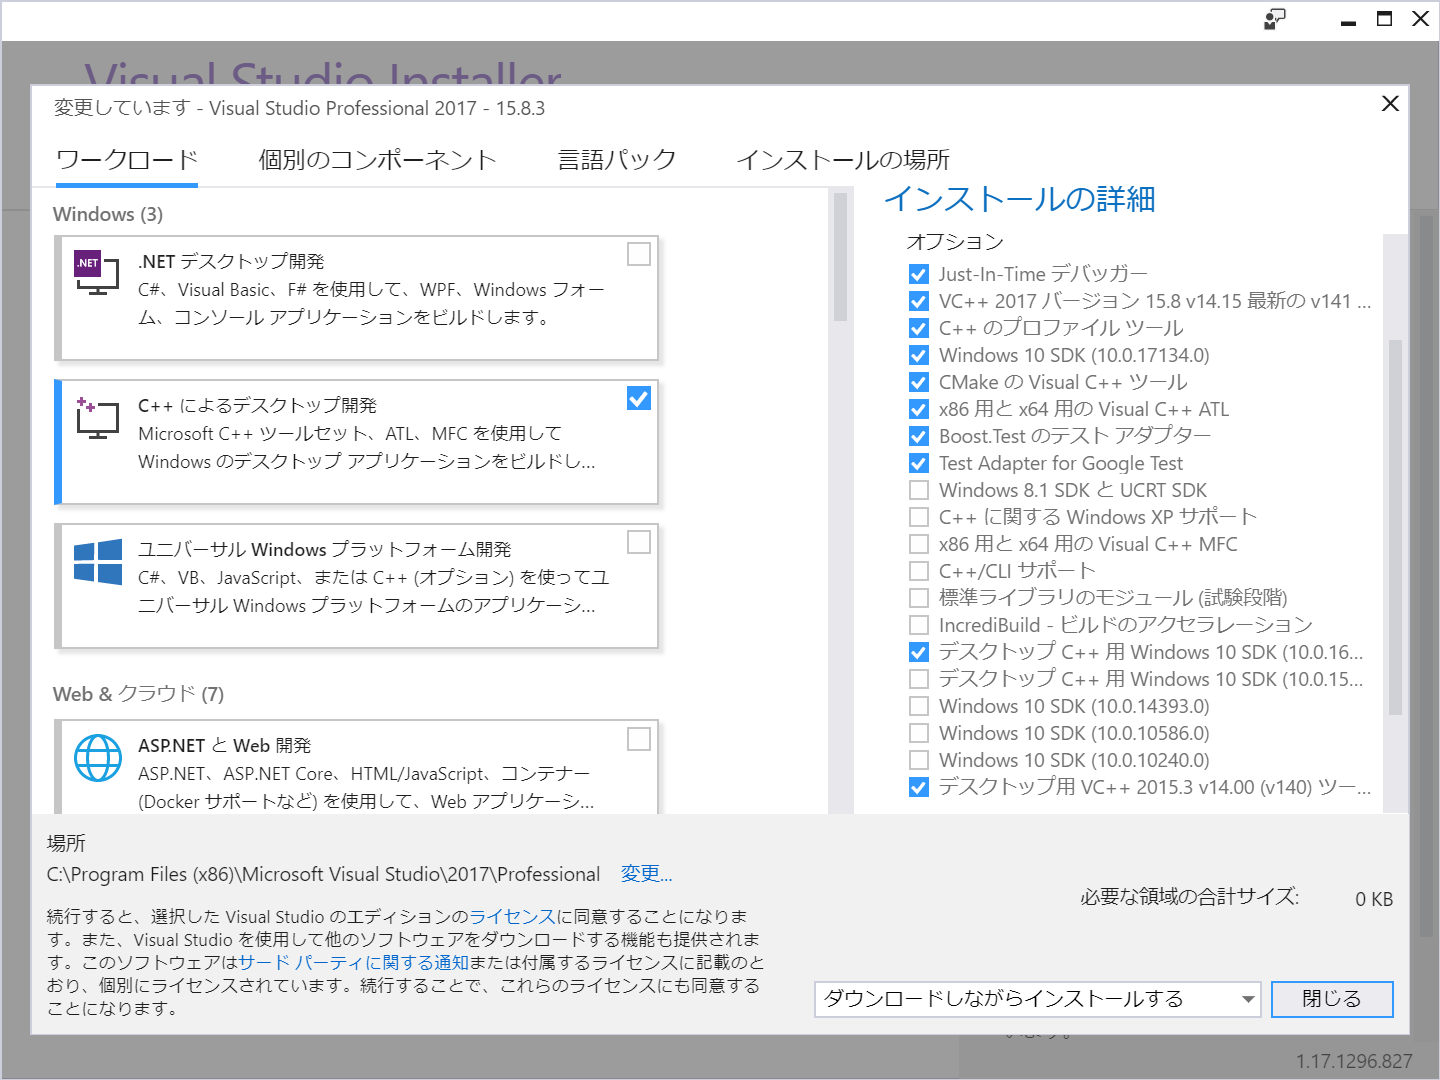 Visual Studio Installer
変更しています - Visual Studio Professional 2017 - 15.8.3
ワークロード
個別のコンポーネント
言語パック
インストールの場所
Windows (3)
.NET
.NET デスクトップ開発
C#、Visual Basic、F# を使用して、WPF、Windows フォー
ム、コンソール アプリケーションをビルドします。
C++ によるデスクトップ開発
Microsoft C++ ツールセット、ATL、MFC を使用して
Windows のデスクトップ アプリケーションをビルドし...
ユニバーサル Windows プラットフォーム開発
C#、VB、JavaScript、または C++ (オプション) を使ってユ
ニバーサル Windows プラットフォームのアプリケーシ...
Web & クラウド (7)
ASP.NET と Web 開発
ASP.NET、ASP.NET Core、HTML/JavaScript、コンテナー
(Docker サポートなど) を使用して、Web アプリケーシ...
インストールの詳細
オプション
Just-In-Time デバッガー
VC++ 2017 バージョン 15.8 v14.15 最新の v141 ...
C++ のプロファイル ツール
Windows 10 SDK (10.0.17134.0)
CMake の Visual C++ ツール
x86 用と x64 用の Visual C++ ATL
Boost.Test のテスト アダプター
Test Adapter for Google Test
Windows 8.1 SDK と UCRT SDK
C++ に関する Windows XP サポート
x86 用と x64 用の Visual C++ MFC
C++/CLI サポート
標準ライブラリのモジュール (試験段階)
IncrediBuild - ビルドのアクセラレーション
デスクトップ C++ 用 Windows 10 SDK (10.0.16...
デスクトップ C++ 用 Windows 10 SDK (10.0.15...
Windows 10 SDK (10.0.14393.0)
Windows 10 SDK (10.0.10586.0)
Windows 10 SDK (10.0.10240.0)
デスクトップ用 VC++ 2015.3 v14.00 (v140) ツー...
場所
C:\Program Files (x86)\Microsoft Visual Studio\2017\Professional 変更...
続行すると、選択した Visual Studio のエディションのライセンスに同意することになりま
す。また、Visual Studio を使用して他のソフトウェアをダウンロードする機能も提供されま
す。このソフトウェアはサード パーティに関する通知または付属するライセンスに記載のと
おり、個別にライセンスされています。続行することで、これらのライセンスにも同意する
ことになります。
必要な領域の合計サイズ: 0 KB
ダウンロードしながらインストールする
閉じる
います。
1.17.1296.827